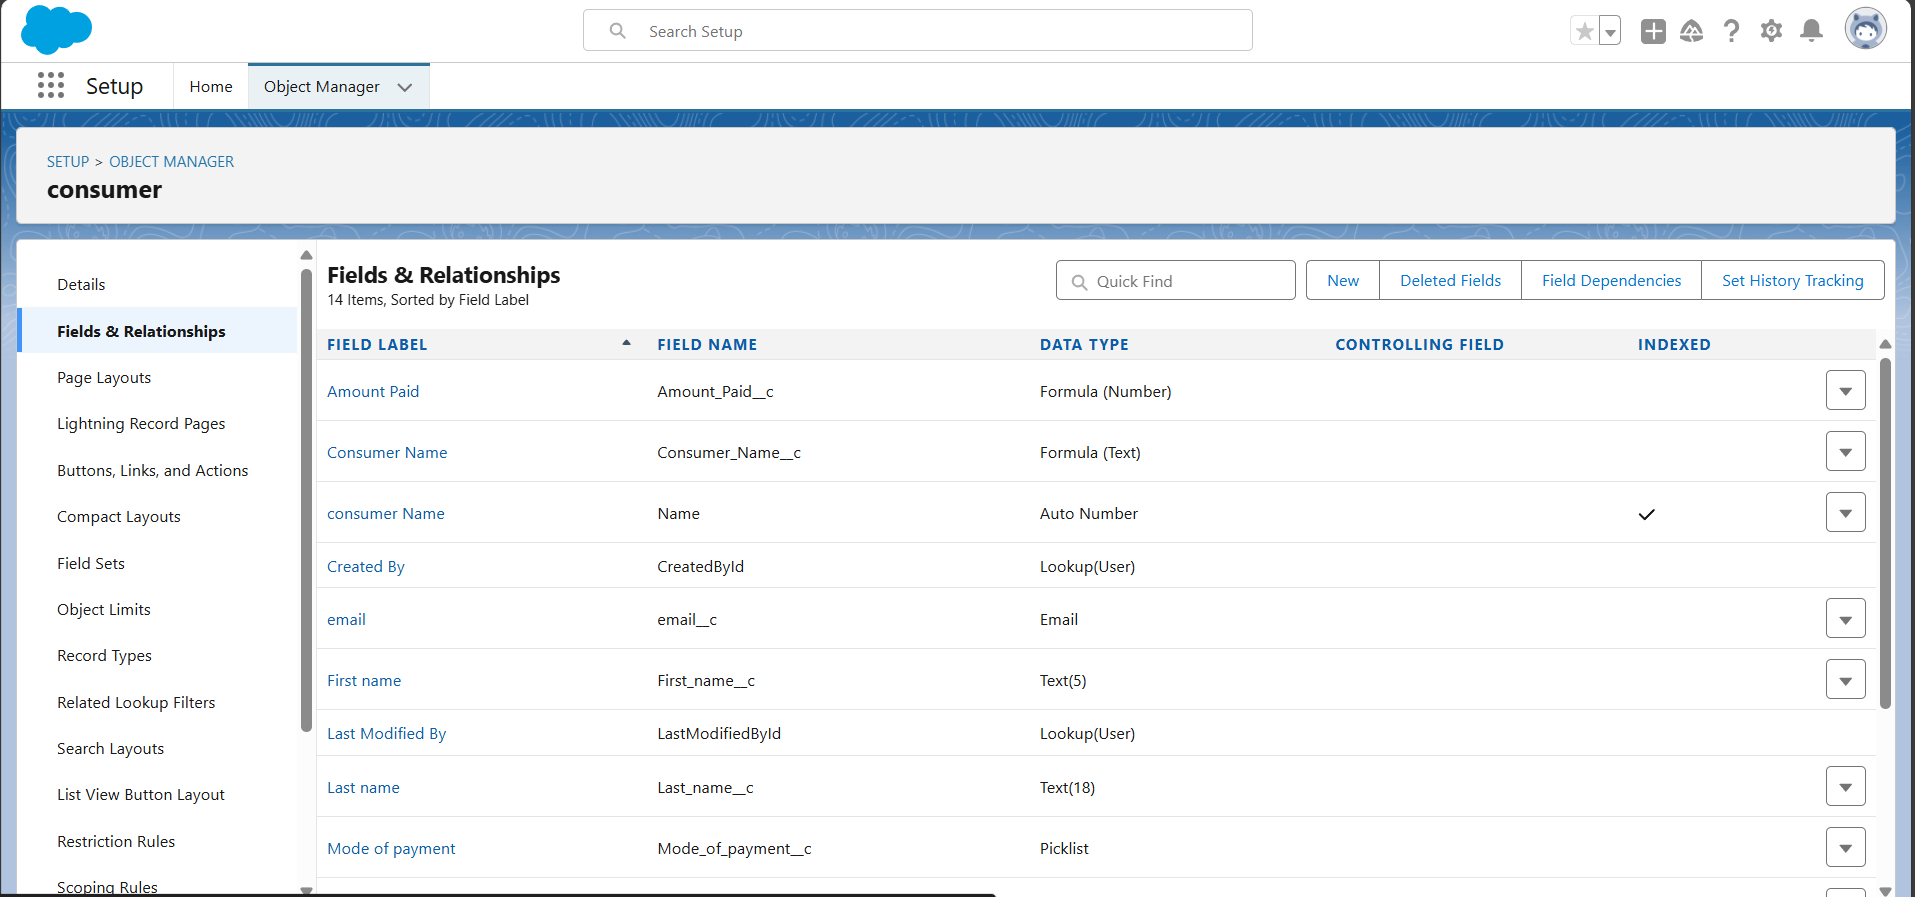 Search Setup
Setup
Home
Object Manager
SETUP > OBJECT MANAGER
consumer
Details
Fields & Relationships
Page Layouts
Lightning Record Pages
Buttons, Links, and Actions
Compact Layouts
Field Sets
Object Limits
Record Types
Related Lookup Filters
Search Layouts
List View Button Layout
Restriction Rules
Scoping Rules
Fields & Relationships
14 Items, Sorted by Field Label
Quick Find
New
Deleted Fields
Field Dependencies
Set History Tracking
FIELD LABEL FIELD NAME DATA TYPE CONTROLLING FIELD INDEXED
Amount Paid Amount_Paid__c Formula (Number)
Consumer Name Consumer_Name__c Formula (Text)
consumer Name Name Auto Number
Created By CreatedById Lookup(User)
email email__c Email
First name First_name__c Text(5)
Last Modified By LastModifiedById Lookup(User)
Last name Last_name__c Text(18)
Mode of payment Mode_of_payment__c Picklist